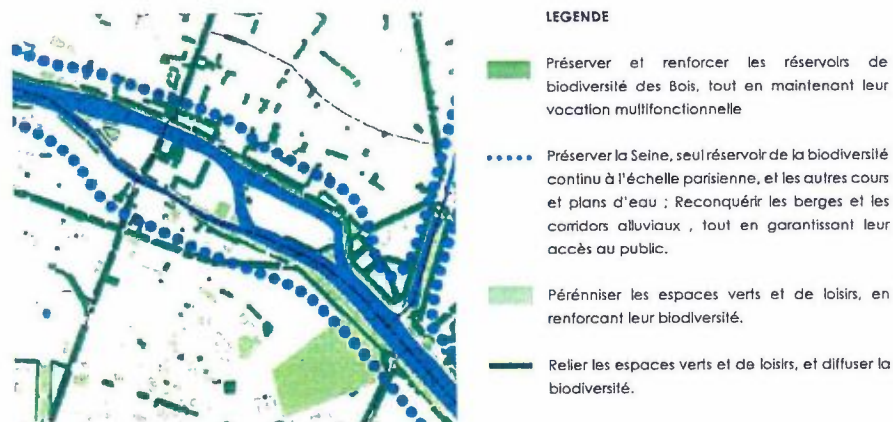 LEGENDE
Préserver et renforcer les réservoirs de
biodiversité des Bois, tout en maintenant leur
vocation multifonctionnelle
Préserver la Seine, seul réservoir de la biodiversité
continu à l'échelle parisienne, et les autres cours
et plans d'eau ; Reconquérir les berges et les
corridors alluviaux , tout en garantissant leur
accès au public.
Pérénniser les espaces verts et de loisirs, en
renforcant leur biodiversité.
Relier les espaces verts et de loisirs, et diffuser la
biodiversité.